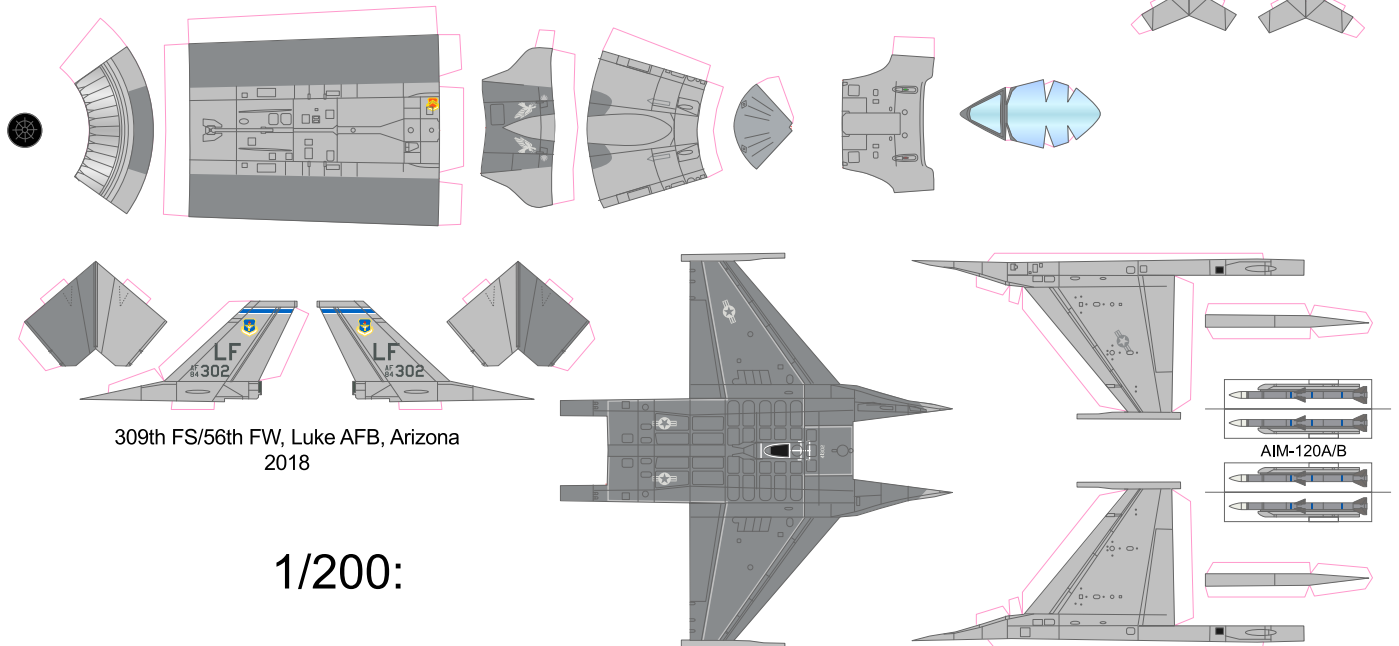 LF
AF
84 302
LF
AF
84 302
309th FS/56th FW, Luke AFB, Arizona
2018
AIM-120A/B
1/200: